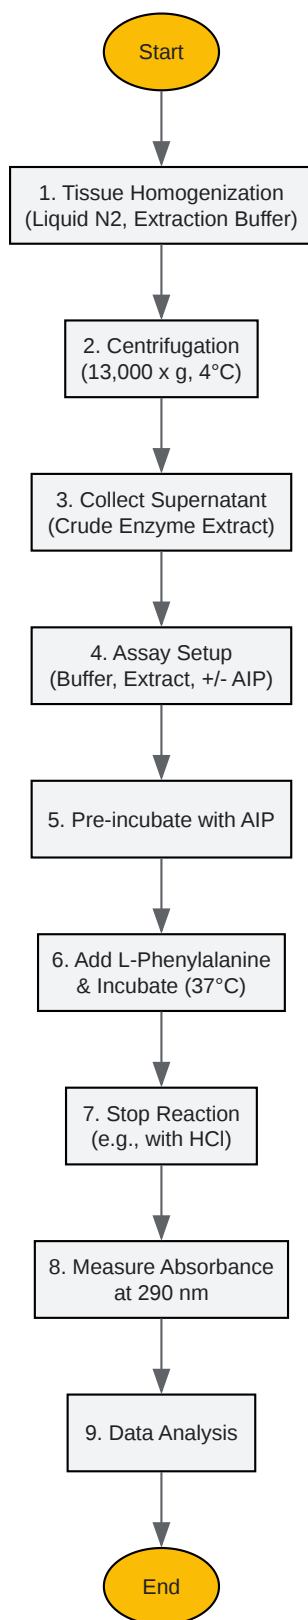 Start
1. Tissue Homogenization
(Liquid N2, Extraction Buffer)
2. Centrifugation
(13,000 x g, 4°C)
3. Collect Supernatant
(Crude Enzyme Extract)
4. Assay Setup
(Buffer, Extract, +/- AIP)
5. Pre-incubate with AIP
6. Add L-Phenylalanine
& Incubate (37°C)
7. Stop Reaction
(e.g., with HCl)
8. Measure Absorbance
at 290 nm
9. Data Analysis
End